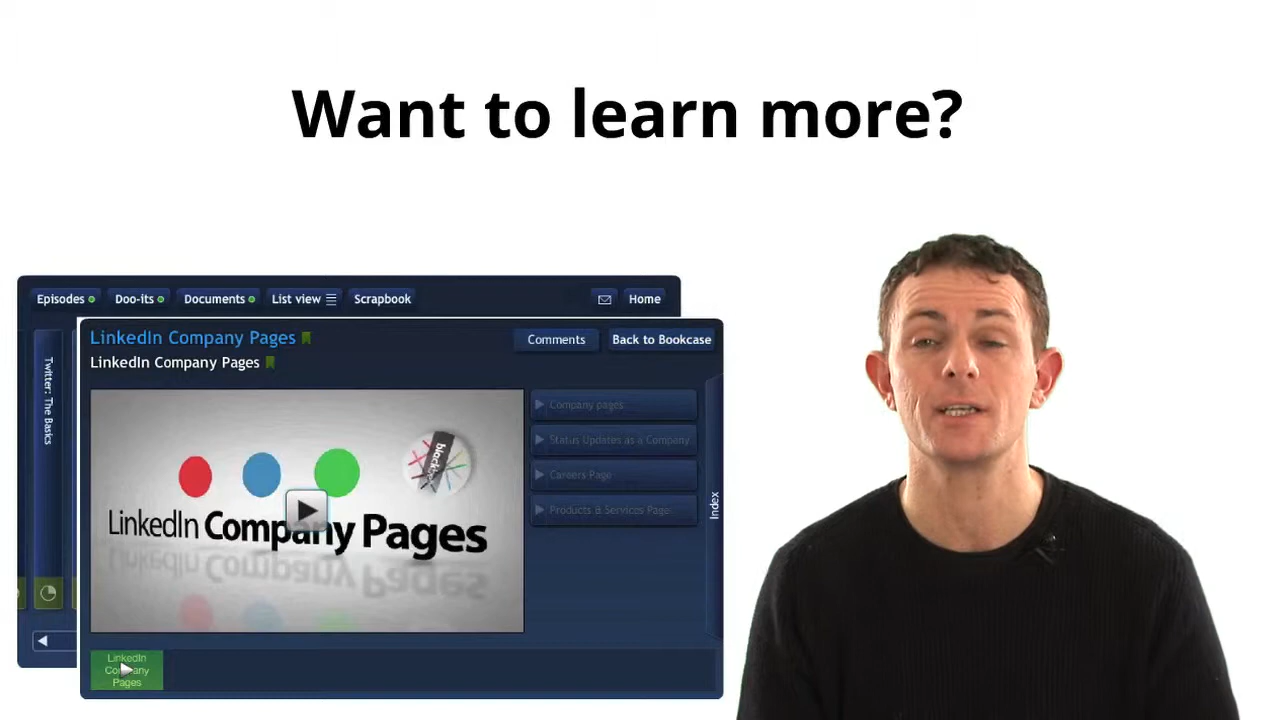 Want to learn more?
Episodes Doo-its Documents List view Scrapbook Home
LinkedIn Company Pages
Comments Back to Bookcase
LinkedIn Company Pages
Twitter: The Basics
Company pages
Status Updates as a Company
Careers Page
Products & Services Page
Index
LinkedIn Company Pages
LinkedIn
Company
Pages